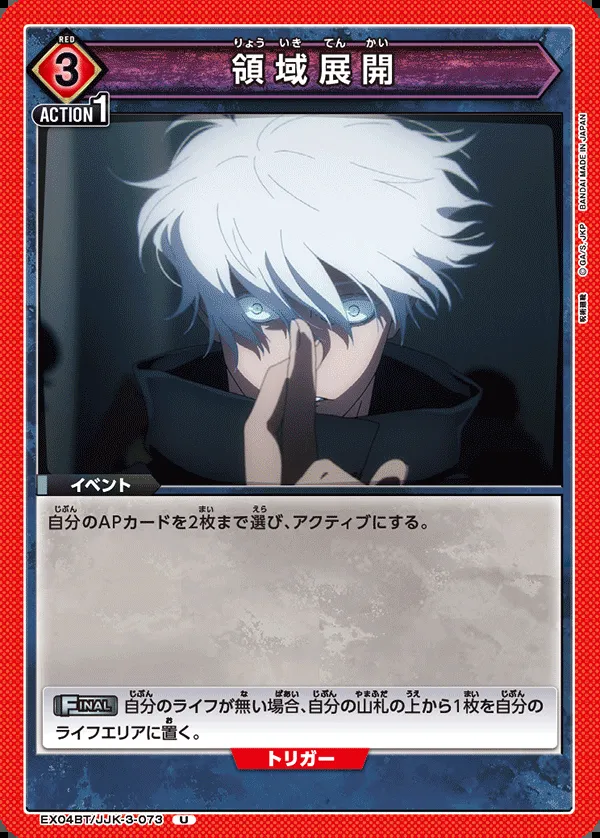 RED
3
りょう いき てん かい
領域展開
ACTION 1
イベント
じぶん まい えら
自分のAPカードを2枚まで選び、アクティブにする。
じぶん な ばあい じぶん やまふだ うえ まい じぶん
FINAL 自分のライフが無い場合、自分の山札の上から1枚を自分の
お
ライフエリアに置く。
トリガー
EX04BT/JJK-3-073 U
呪術廻戦 ©GA/S,JKP BANDAI MADE IN JAPAN